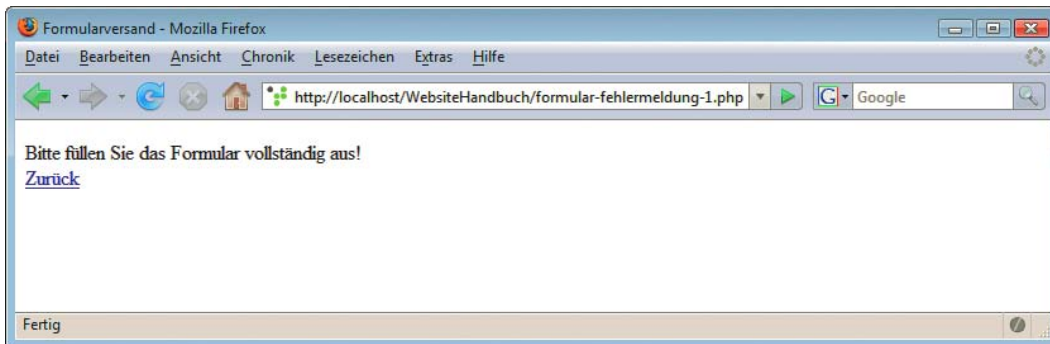 Formularversand - Mozilla Firefox
Datei Bearbeiten Ansicht Chronik Lesezeichen Extras Hilfe
http://localhost/WebsiteHandbuch/formular-fehlermeldung-1.php G Google
Bitte füllen Sie das Formular vollständig aus!
Zurück
Fertig